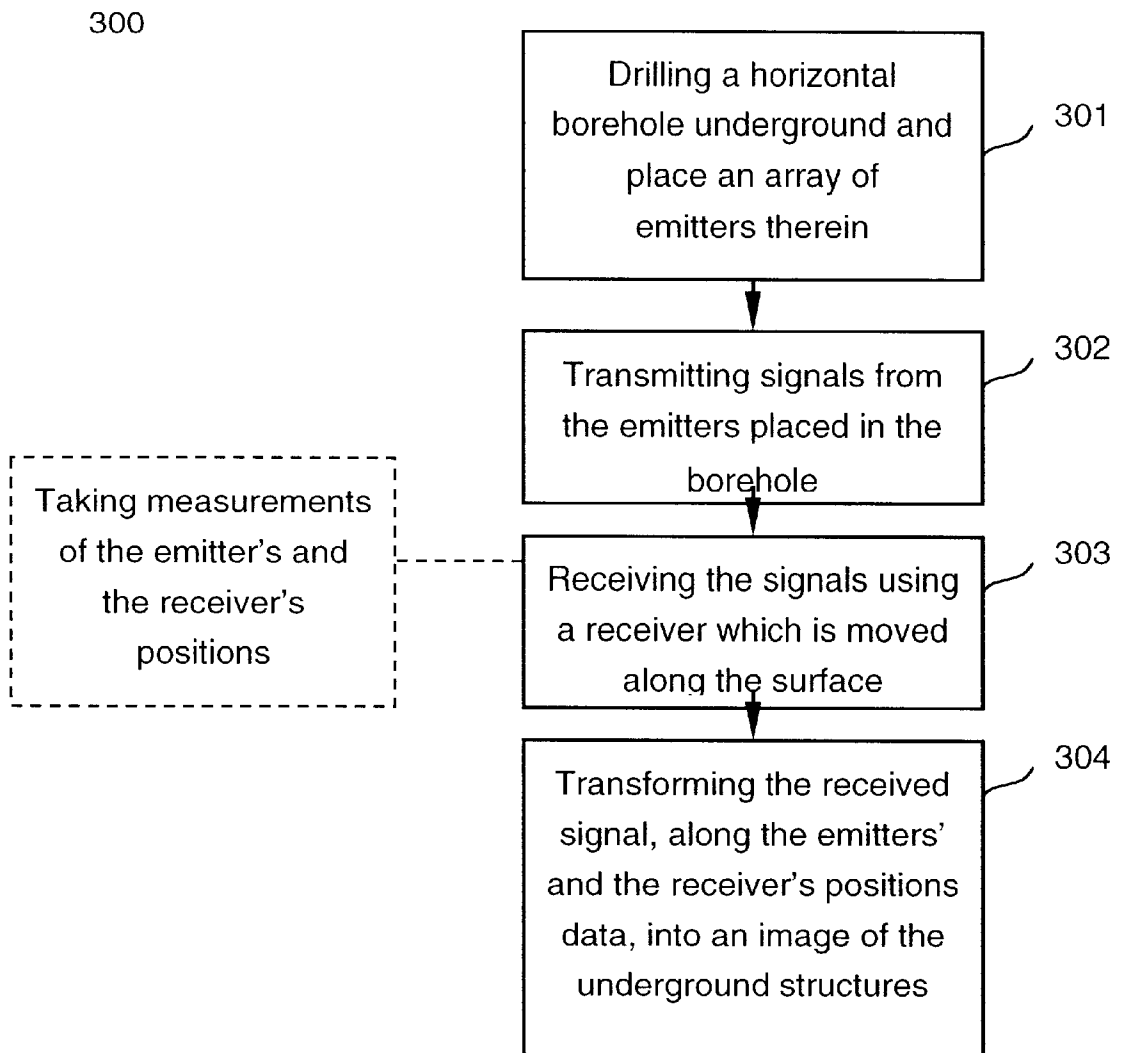 300
Drilling a horizontal
borehole underground and
place an array of
emitters therein
301
Transmitting signals from
the emitters placed in the
borehole
302
Taking measurements
of the emitter's and
the receiver's
positions
Receiving the signals using
a receiver which is moved
along the surface
303
Transforming the received
signal, along the emitters'
and the receiver's positions
data, into an image of the
underground structures
304